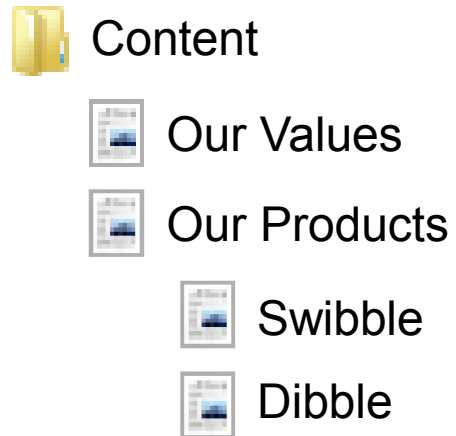 Content
Our Values
Our Products
Swibble
Dibble